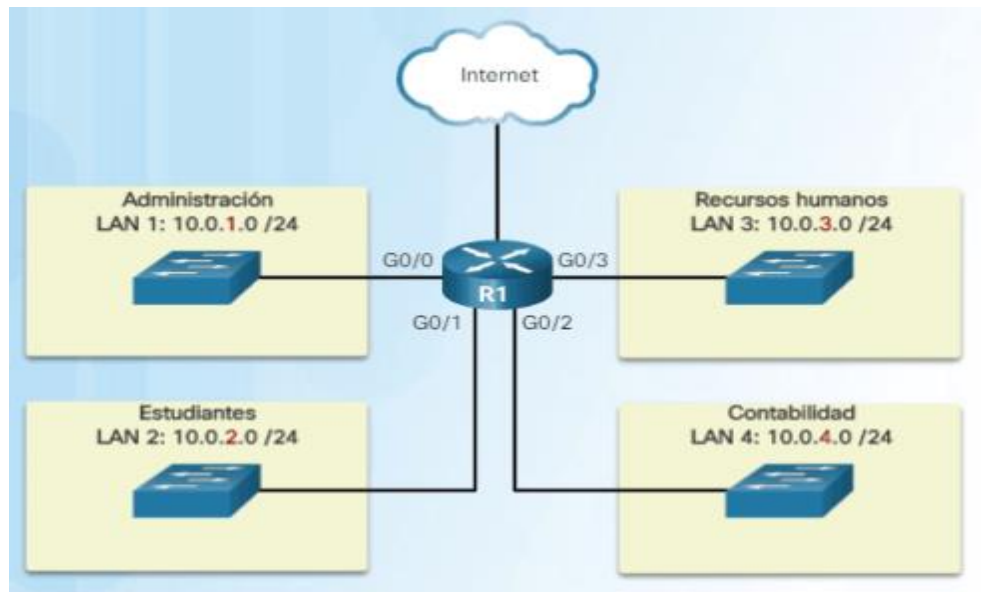 Internet
Administración
LAN 1: 10.0.1.0 /24
Recursos humanos
LAN 3: 10.0.3.0 /24
G0/0
G0/3
R1
G0/1
G0/2
Estudiantes
LAN 2: 10.0.2.0 /24
Contabilidad
LAN 4: 10.0.4.0 /24